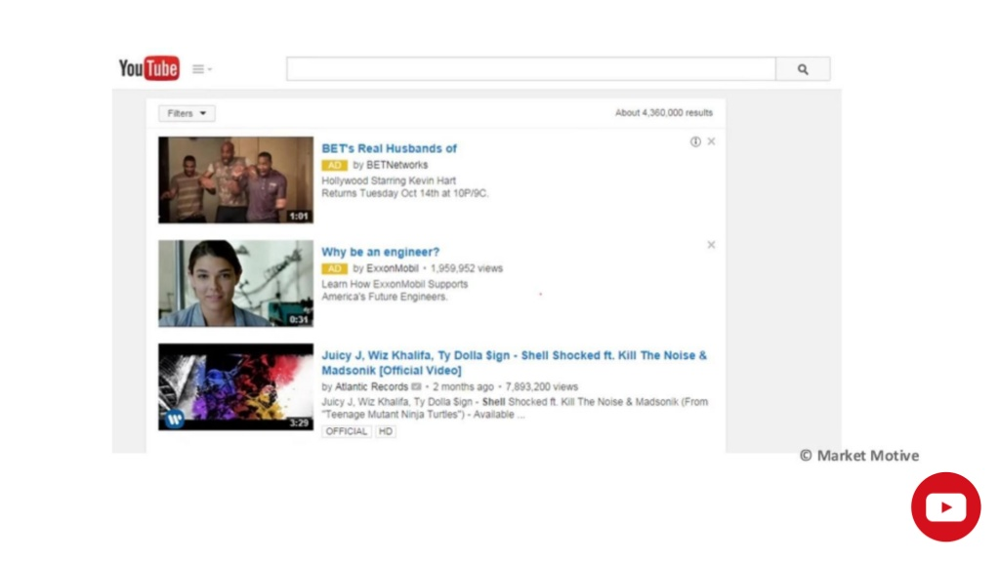 YouTube
Filters
About 4,360,000 results
BET's Real Husbands of
AD by BETNetworks
Hollywood Starring Kevin Hart
Returns Tuesday Oct 14th at 10P/9C.
1:01
Why be an engineer?
AD by ExxonMobil • 1,959,952 views
Learn How ExxonMobil Supports
America's Future Engineers.
0:31
Juicy J, Wiz Khalifa, Ty Dolla $ign - Shell Shocked ft. Kill The Noise &
Madsonik [Official Video]
by Atlantic Records • 2 months ago • 7,893,200 views
Juicy J, Wiz Khalifa, Ty Dolla $ign - Shell Shocked ft. Kill The Noise & Madsonik (From
"Teenage Mutant Ninja Turtles") - Available ...
W
3:29
OFFICIAL HD
© Market Motive